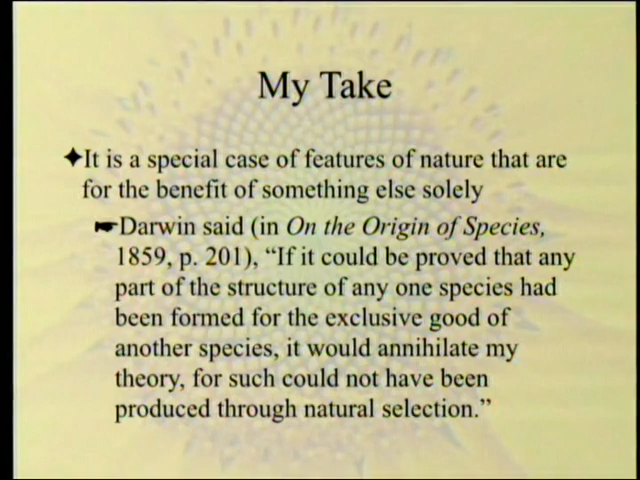 My Take
✦It is a special case of features of nature that are
for the benefit of something else solely
☛Darwin said (in On the Origin of Species,
1859, p. 201), “If it could be proved that any
part of the structure of any one species had
been formed for the exclusive good of
another species, it would annihilate my
theory, for such could not have been
produced through natural selection.”